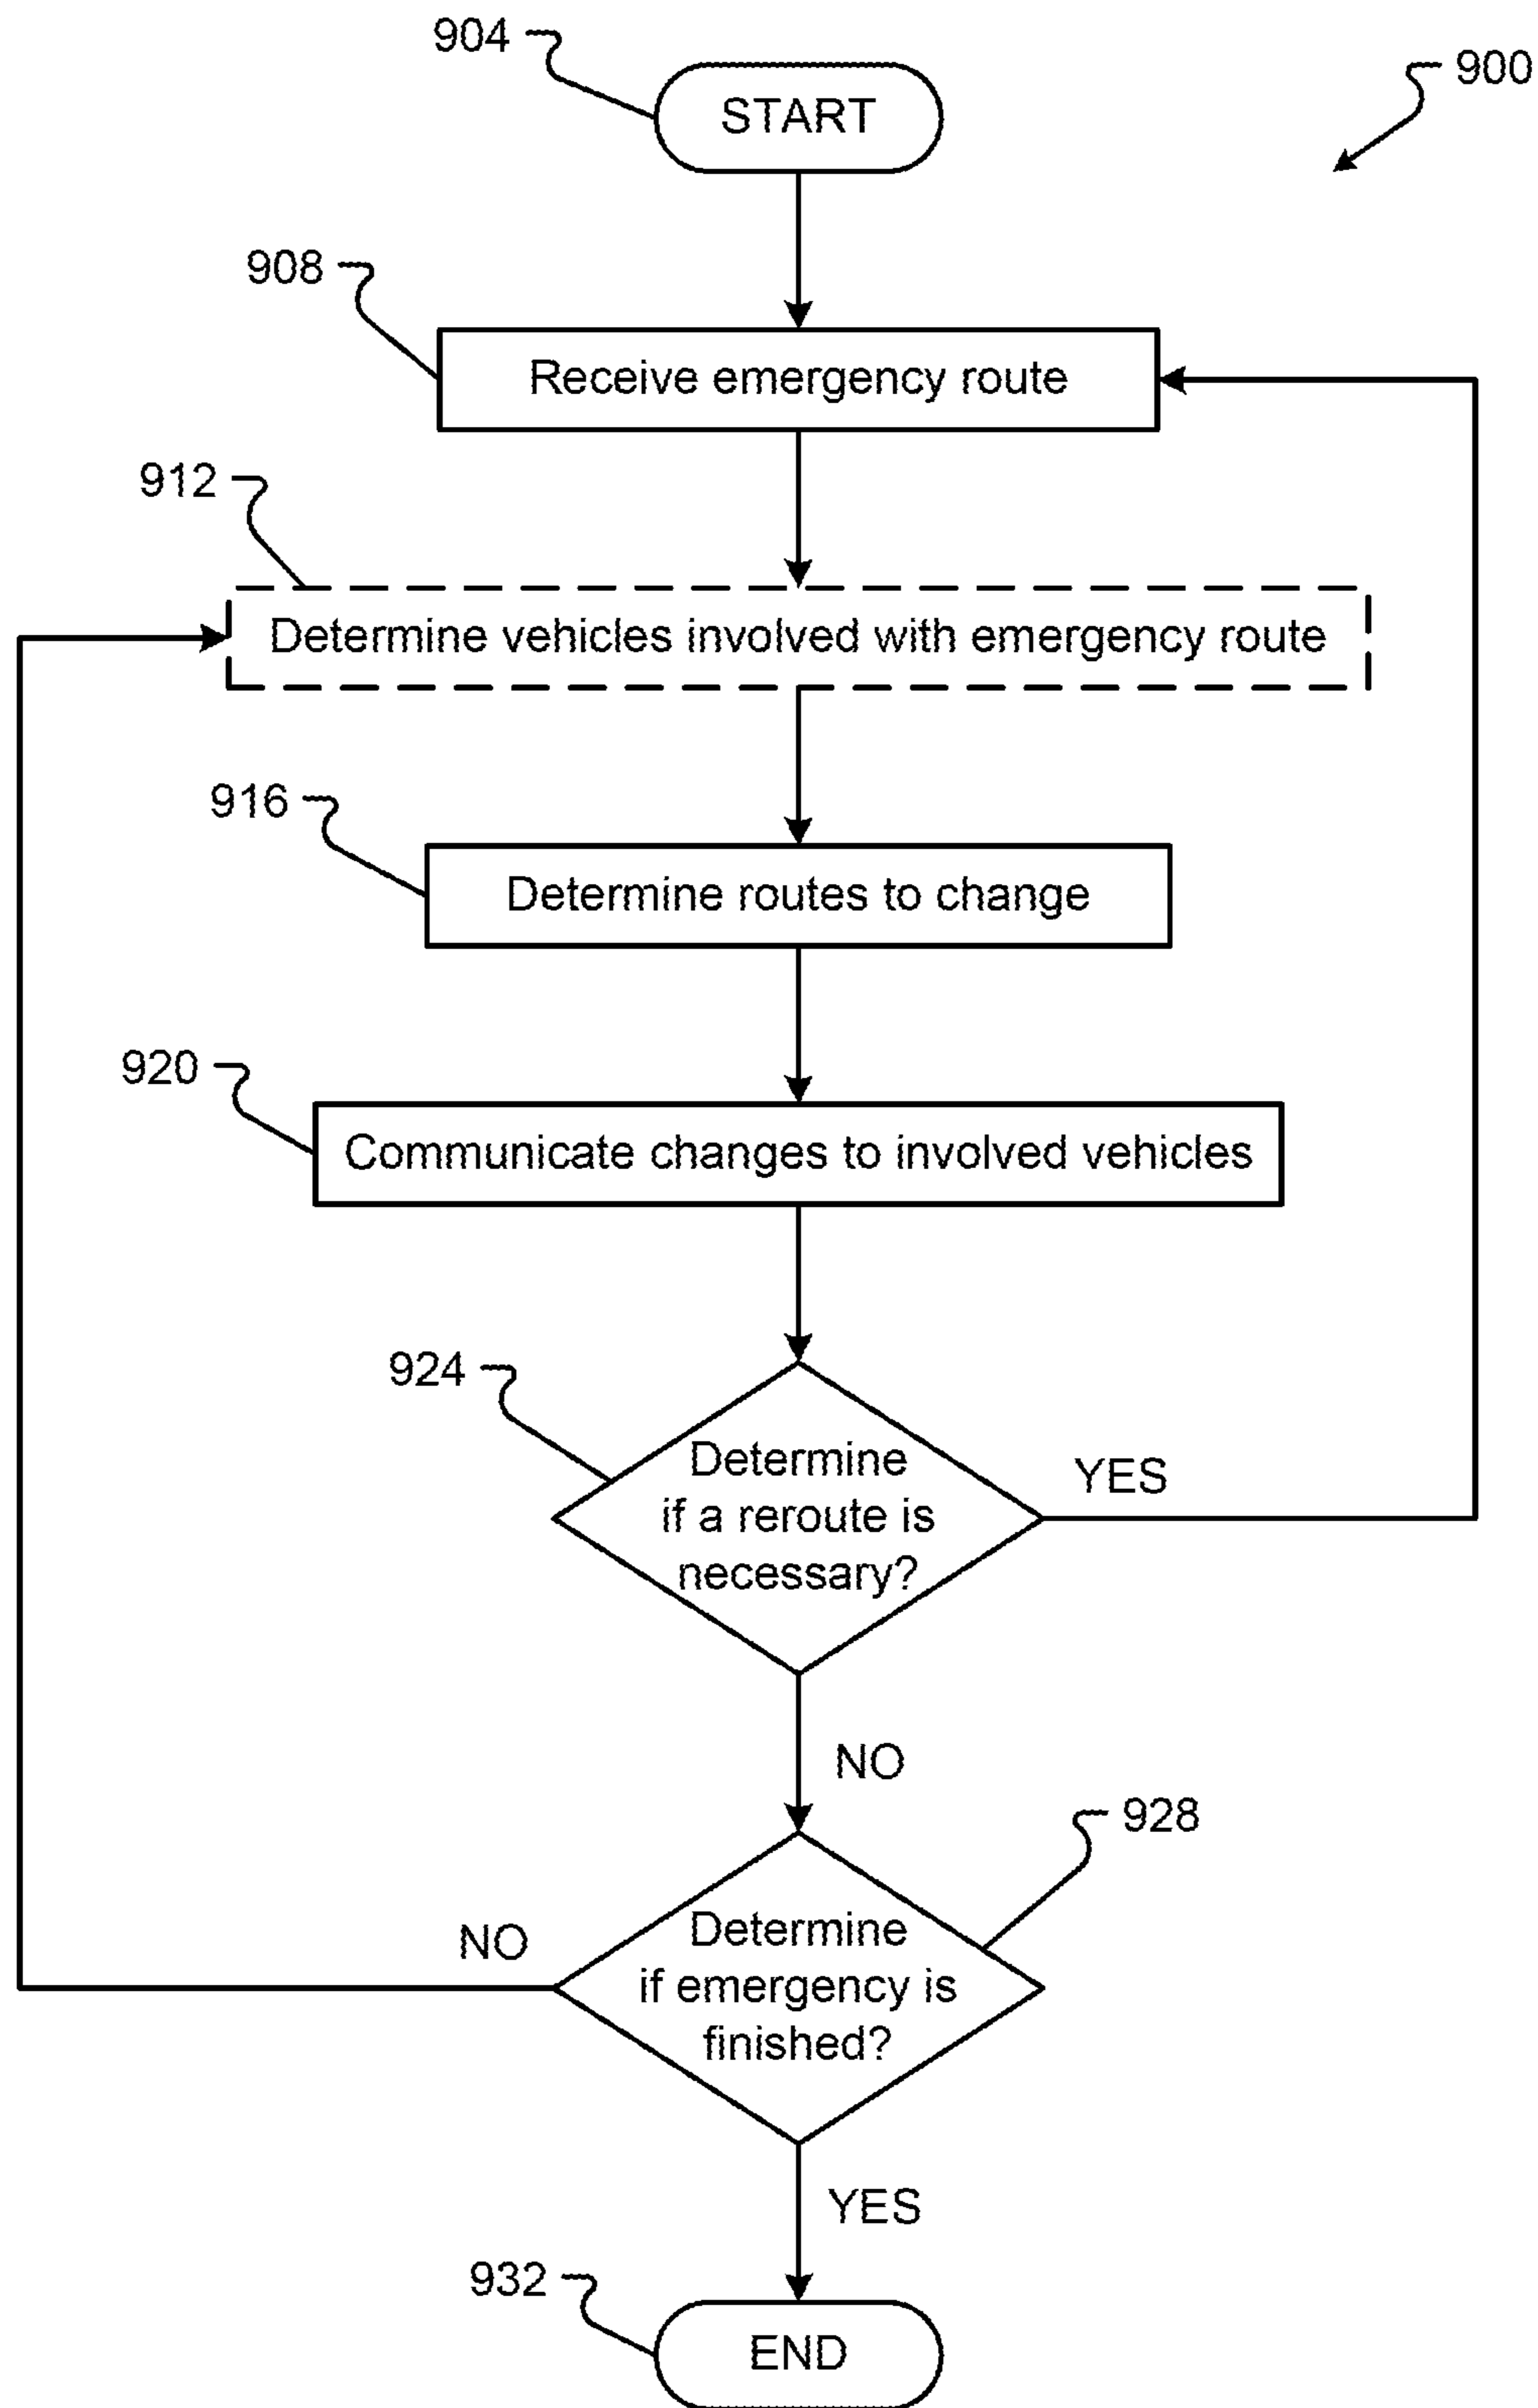 904
900
START
908
Receive emergency route
912
Determine vehicles involved with emergency route
916
Determine routes to change
920
Communicate changes to involved vehicles
924
Determine
if a reroute is
necessary?
YES
NO
928
Determine
if emergency is
finished?
NO
YES
932
END